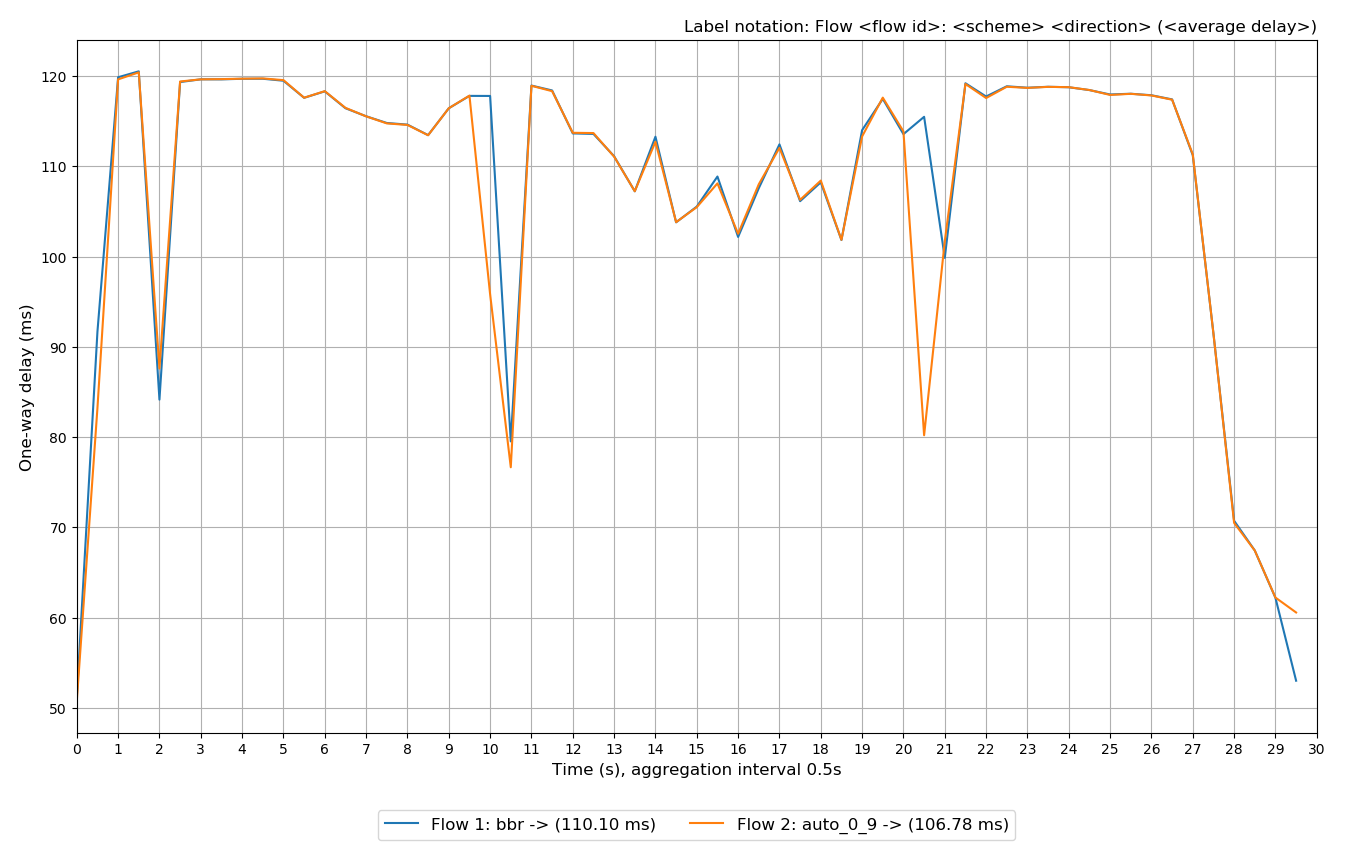 Label notation: Flow <flow id>: <scheme> <direction> (<average delay>)
120
110
100
90
80
70
60
50
One-way delay (ms)
0 1 2 3 4 5 6 7 8 9 10 11 12 13 14 15 16 17 18 19 20 21 22 23 24 25 26 27 28 29 30
Time (s), aggregation interval 0.5s
Flow 1: bbr -> (110.10 ms) Flow 2: auto_0_9 -> (106.78 ms)